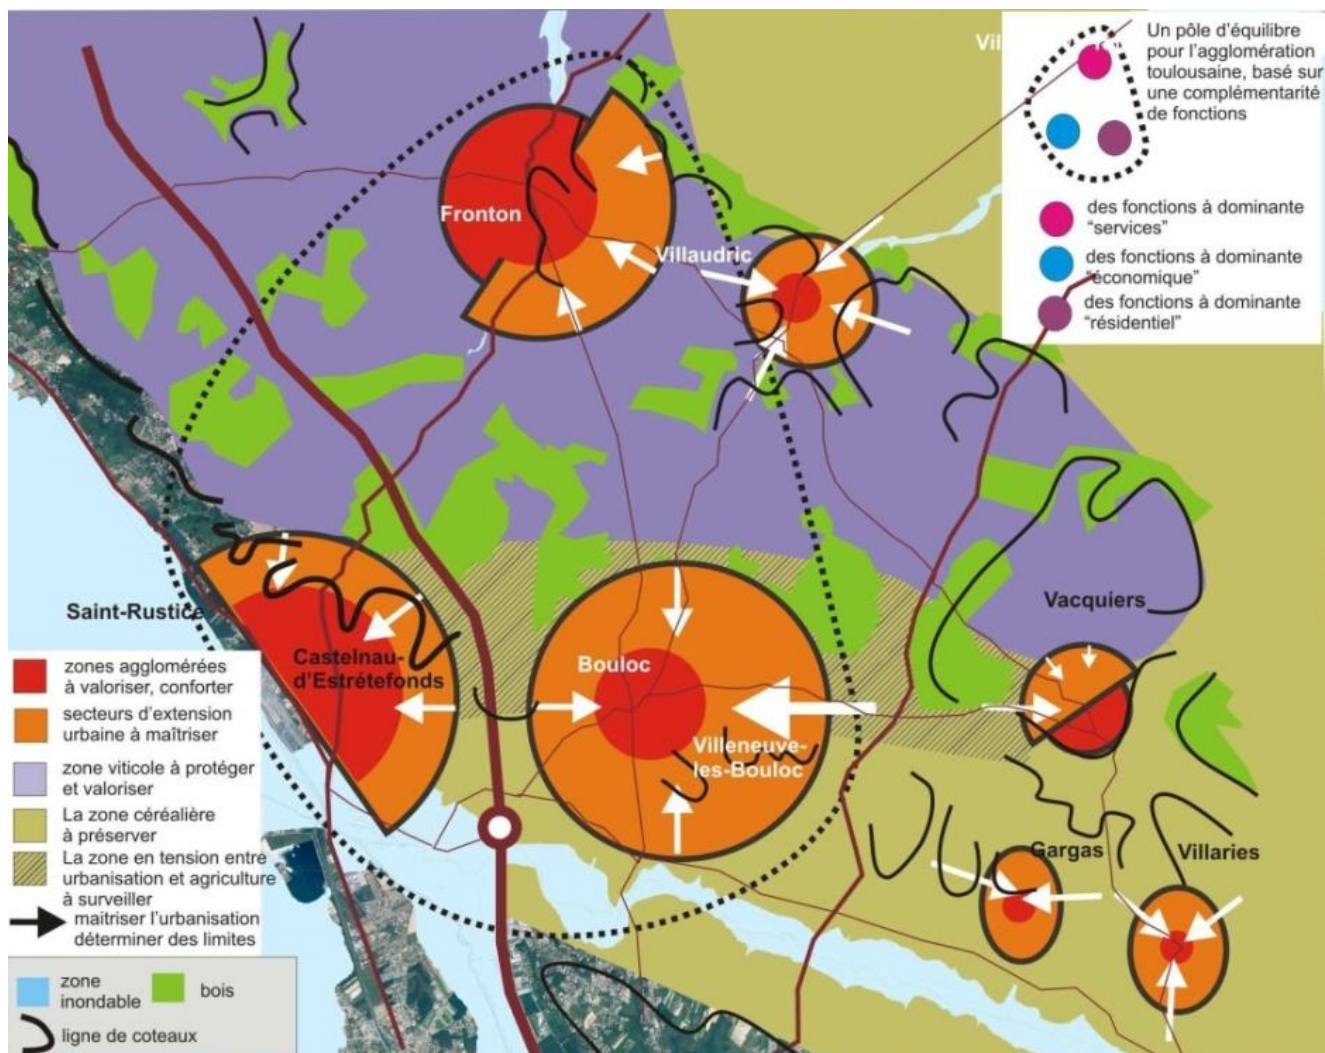 Vil
Un pôle d'équilibre
pour l'agglomération
toulousaine, basé sur
une complémentarité
de fonctions
des fonctions à dominante
"services"
des fonctions à dominante
"économique"
des fonctions à dominante
"résidentiel"
Fronton
Villaudric
Vacquiers
Saint-Rustice
Castelnau-
d'Estrétefonds
Bouloc
Villeneuve-
les-Bouloc
Gargas
Villaries
zones agglomérées
à valoriser, conforter
secteurs d'extension
urbaine à maîtriser
zone viticole à protéger
et valoriser
La zone céréalière
à préserver
La zone en tension entre
urbanisation et agriculture
à surveiller
maitriser l'urbanisation
déterminer des limites
zone
inondable
bois
ligne de coteaux